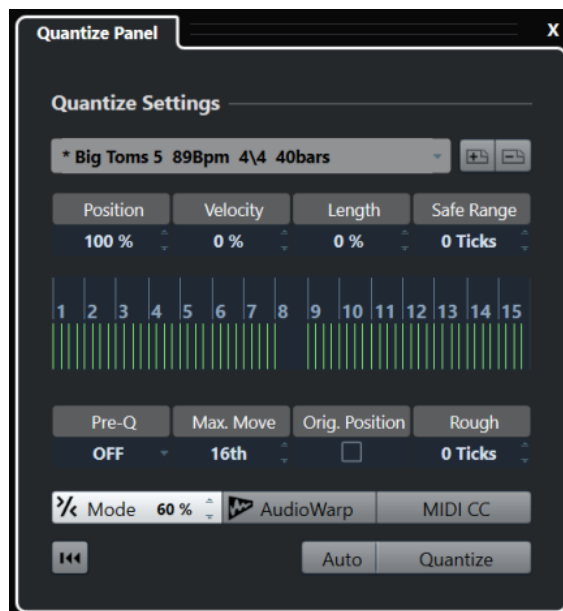 Quantize Panel X
Quantize Settings
* Big Toms 5 89Bpm 4\4 40bars
Position Velocity Length Safe Range
100 % 0 % 0 % 0 Ticks
1 2 3 4 5 6 7 8 9 10 11 12 13 14 15
Pre-Q Max. Move Orig. Position Rough
OFF 16th 0 Ticks
Mode 60 % AudioWarp MIDI CC
Auto Quantize